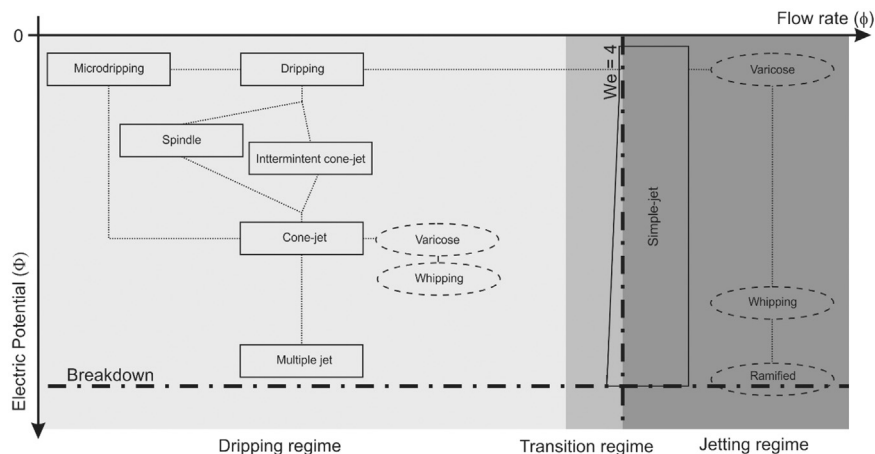 Flow rate (ϕ)
0
Microdripping
Dripping
We = 4
Varicose
Spindle
Inttermintent cone-jet
Simple-jet
Cone-jet
Varicose
Whipping
Whipping
Electric Potential (Φ)
Multiple jet
Breakdown
Ramified
Dripping regime
Transition regime
Jetting regime